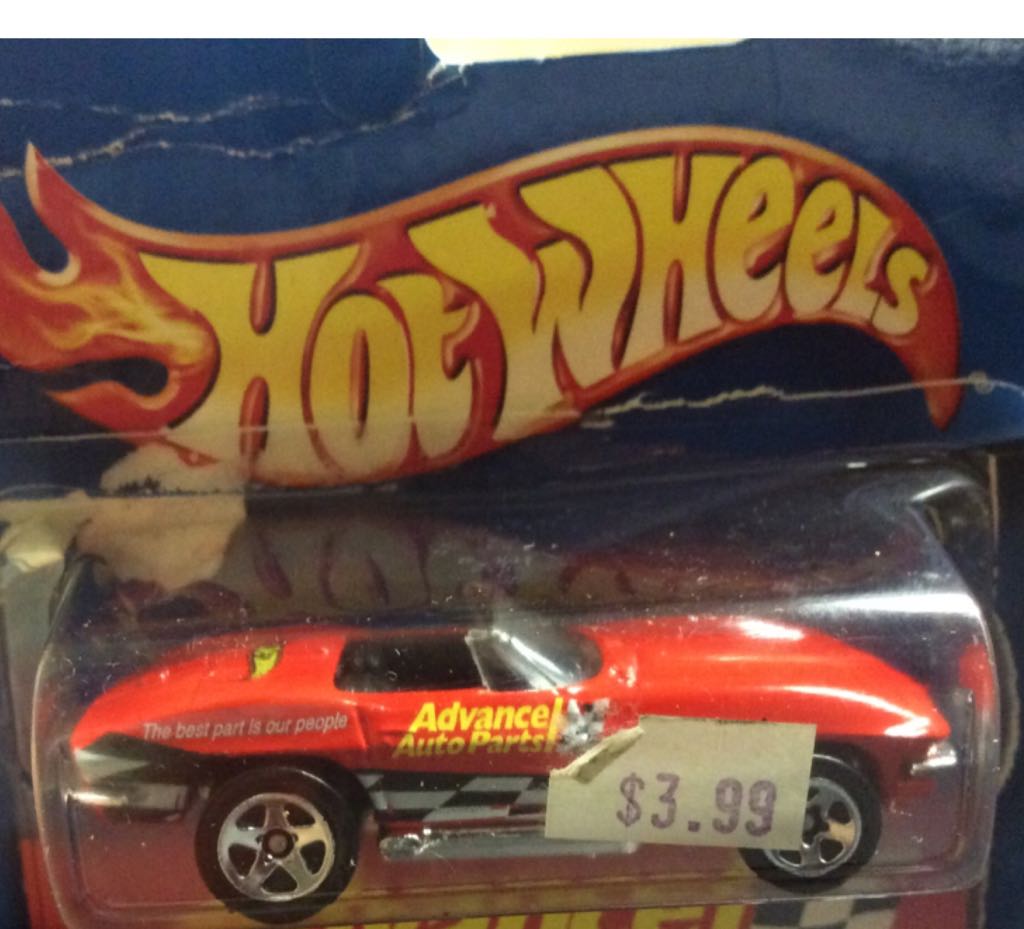 Hot Wheels
The best part is our people
Advance
Auto Parts
$3.99